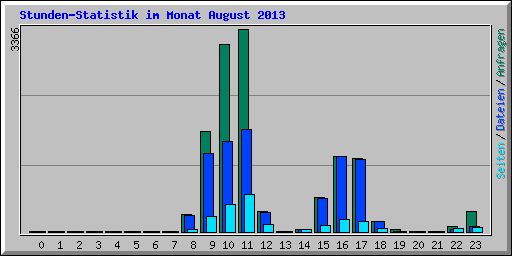 Stunden-Statistik im Monat August 2013
3366
Seiten / Dateien / Anfragen
0 1 2 3 4 5 6 7 8 9 10 11 12 13 14 15 16 17 18 19 20 21 22 23